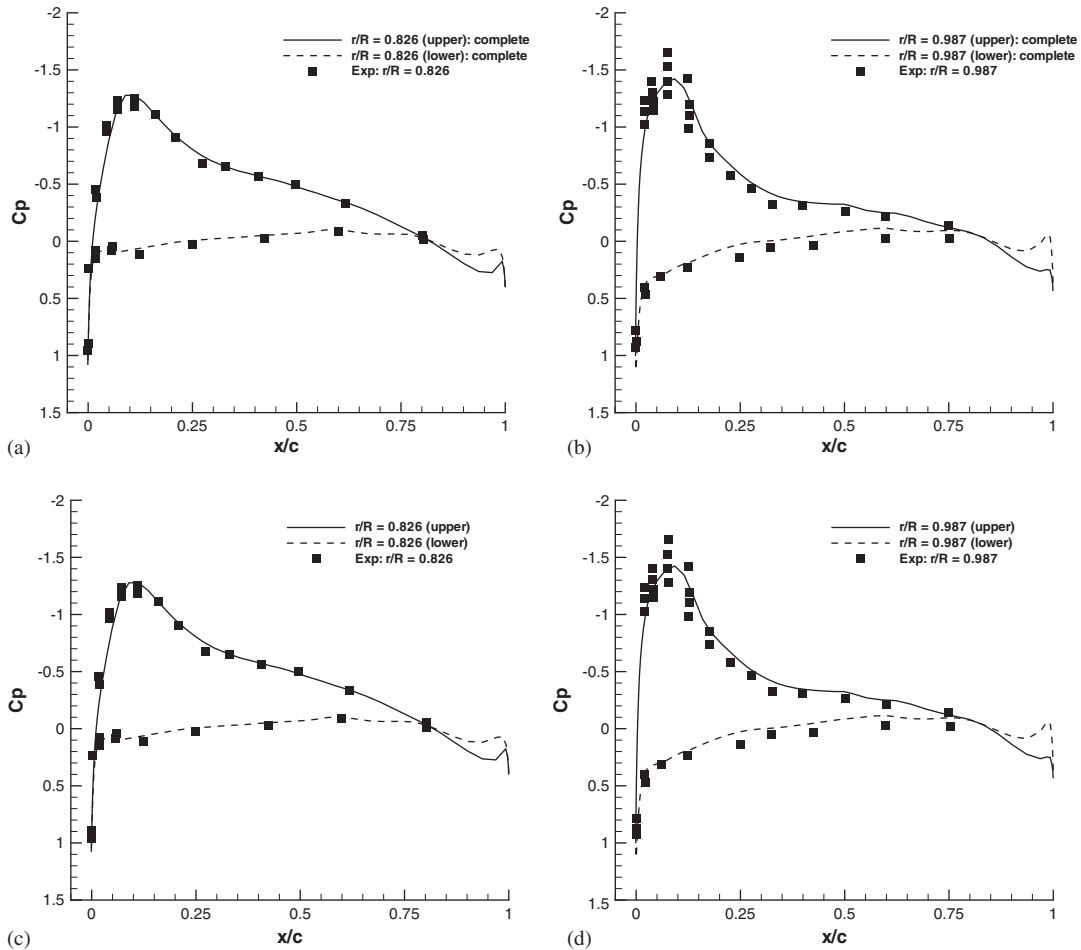 -2
-1.5
-1
-0.5
0
0.5
1
1.5
Cp
r/R = 0.826 (upper): complete
r/R = 0.826 (lower): complete
Exp: r/R = 0.826
0
0.25
0.5
0.75
1
x/c
(a)
-2
-1.5
-1
-0.5
0
0.5
1
1.5
Cp
r/R = 0.987 (upper): complete
r/R = 0.987 (lower): complete
Exp: r/R = 0.987
0
0.25
0.5
0.75
1
x/c
(b)
-2
-1.5
-1
-0.5
0
0.5
1
1.5
Cp
r/R = 0.826 (upper)
r/R = 0.826 (lower)
Exp: r/R = 0.826
0
0.25
0.5
0.75
1
x/c
(c)
-2
-1.5
-1
-0.5
0
0.5
1
1.5
Cp
r/R = 0.987 (upper)
r/R = 0.987 (lower)
Exp: r/R = 0.987
0
0.25
0.5
0.75
1
x/c
(d)